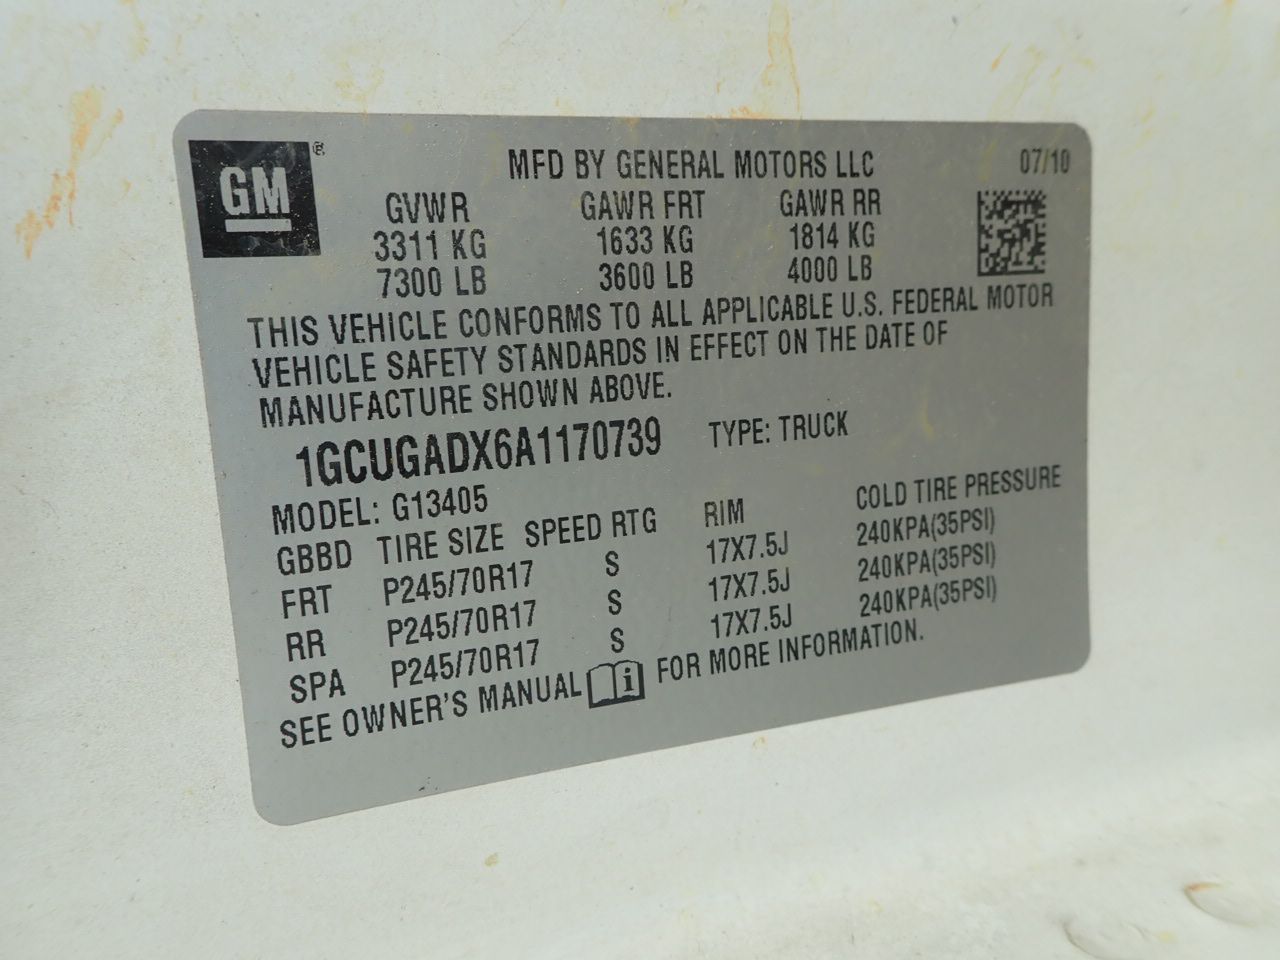 GM ®
MFD BY GENERAL MOTORS LLC 07/10
GVWR GAWR FRT GAWR RR
3311 KG 1633 KG 1814 KG
7300 LB 3600 LB 4000 LB
THIS VEHICLE CONFORMS TO ALL APPLICABLE U.S. FEDERAL MOTOR
VEHICLE SAFETY STANDARDS IN EFFECT ON THE DATE OF
MANUFACTURE SHOWN ABOVE.
1GCUGADX6A1170739 TYPE: TRUCK
MODEL: G13405
GBBD TIRE SIZE SPEED RTG RIM COLD TIRE PRESSURE
FRT P245/70R17 S 17X7.5J 240KPA(35PSI)
RR P245/70R17 S 17X7.5J 240KPA(35PSI)
SPA P245/70R17 S 17X7.5J 240KPA(35PSI)
SEE OWNER'S MANUAL i FOR MORE INFORMATION.